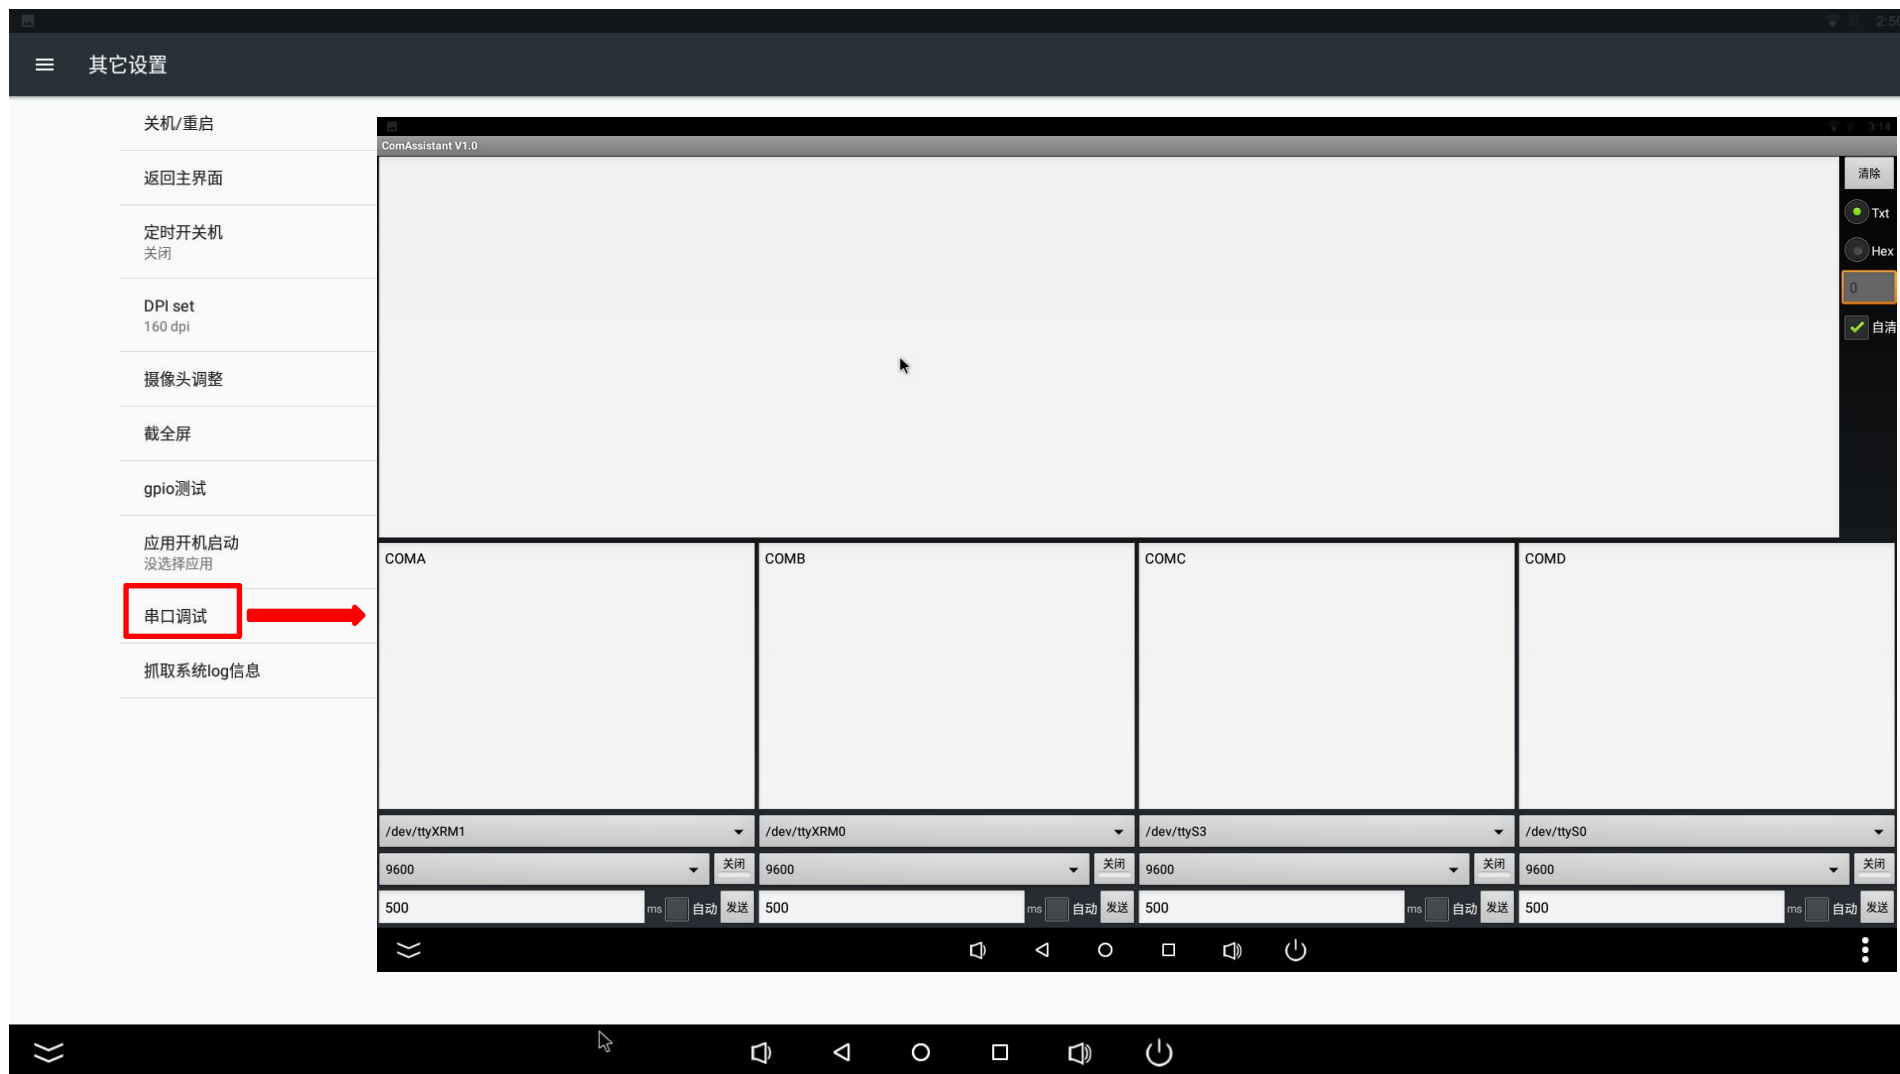 2:50
其它设置
关机/重启
返回主界面
定时开关机
关闭
DPI set
160 dpi
摄像头调整
截全屏
gpio测试
应用开机启动
没选择应用
串口调试
抓取系统log信息
3:14
ComAssistant V1.0
清除
Txt
Hex
0
自清
COMA COMB COMC COMD
/dev/ttyXRM1 /dev/ttyXRM0 /dev/ttyS3 /dev/ttyS0
9600 关闭 9600 关闭 9600 关闭 9600 关闭
500 ms 自动 发送 500 ms 自动 发送 500 ms 自动 发送 500 ms 自动 发送